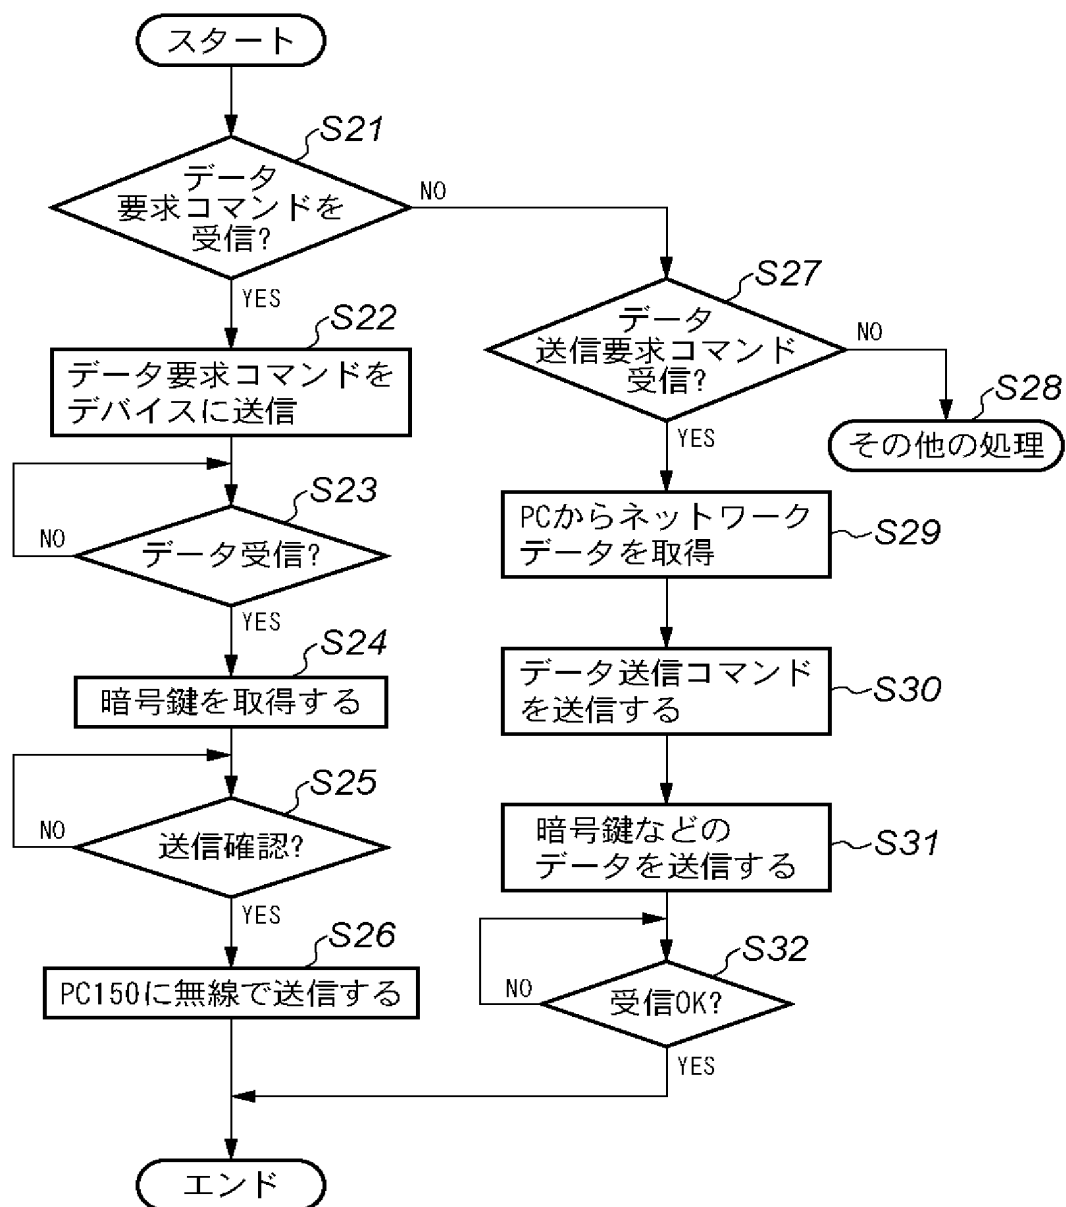 スタート
S21
データ
要求コマンドを
受信?
NO
YES
S22
データ要求コマンドを
デバイスに送信
S23
データ受信?
NO
YES
S24
暗号鍵を取得する
S25
送信確認?
NO
YES
S26
PC150に無線で送信する
S27
データ
送信要求コマンド
受信?
NO
YES
S28
その他の処理
PCからネットワーク
データを取得
S29
データ送信コマンド
を送信する
S30
暗号鍵などの
データを送信する
S31
S32
受信OK?
NO
YES
エンド